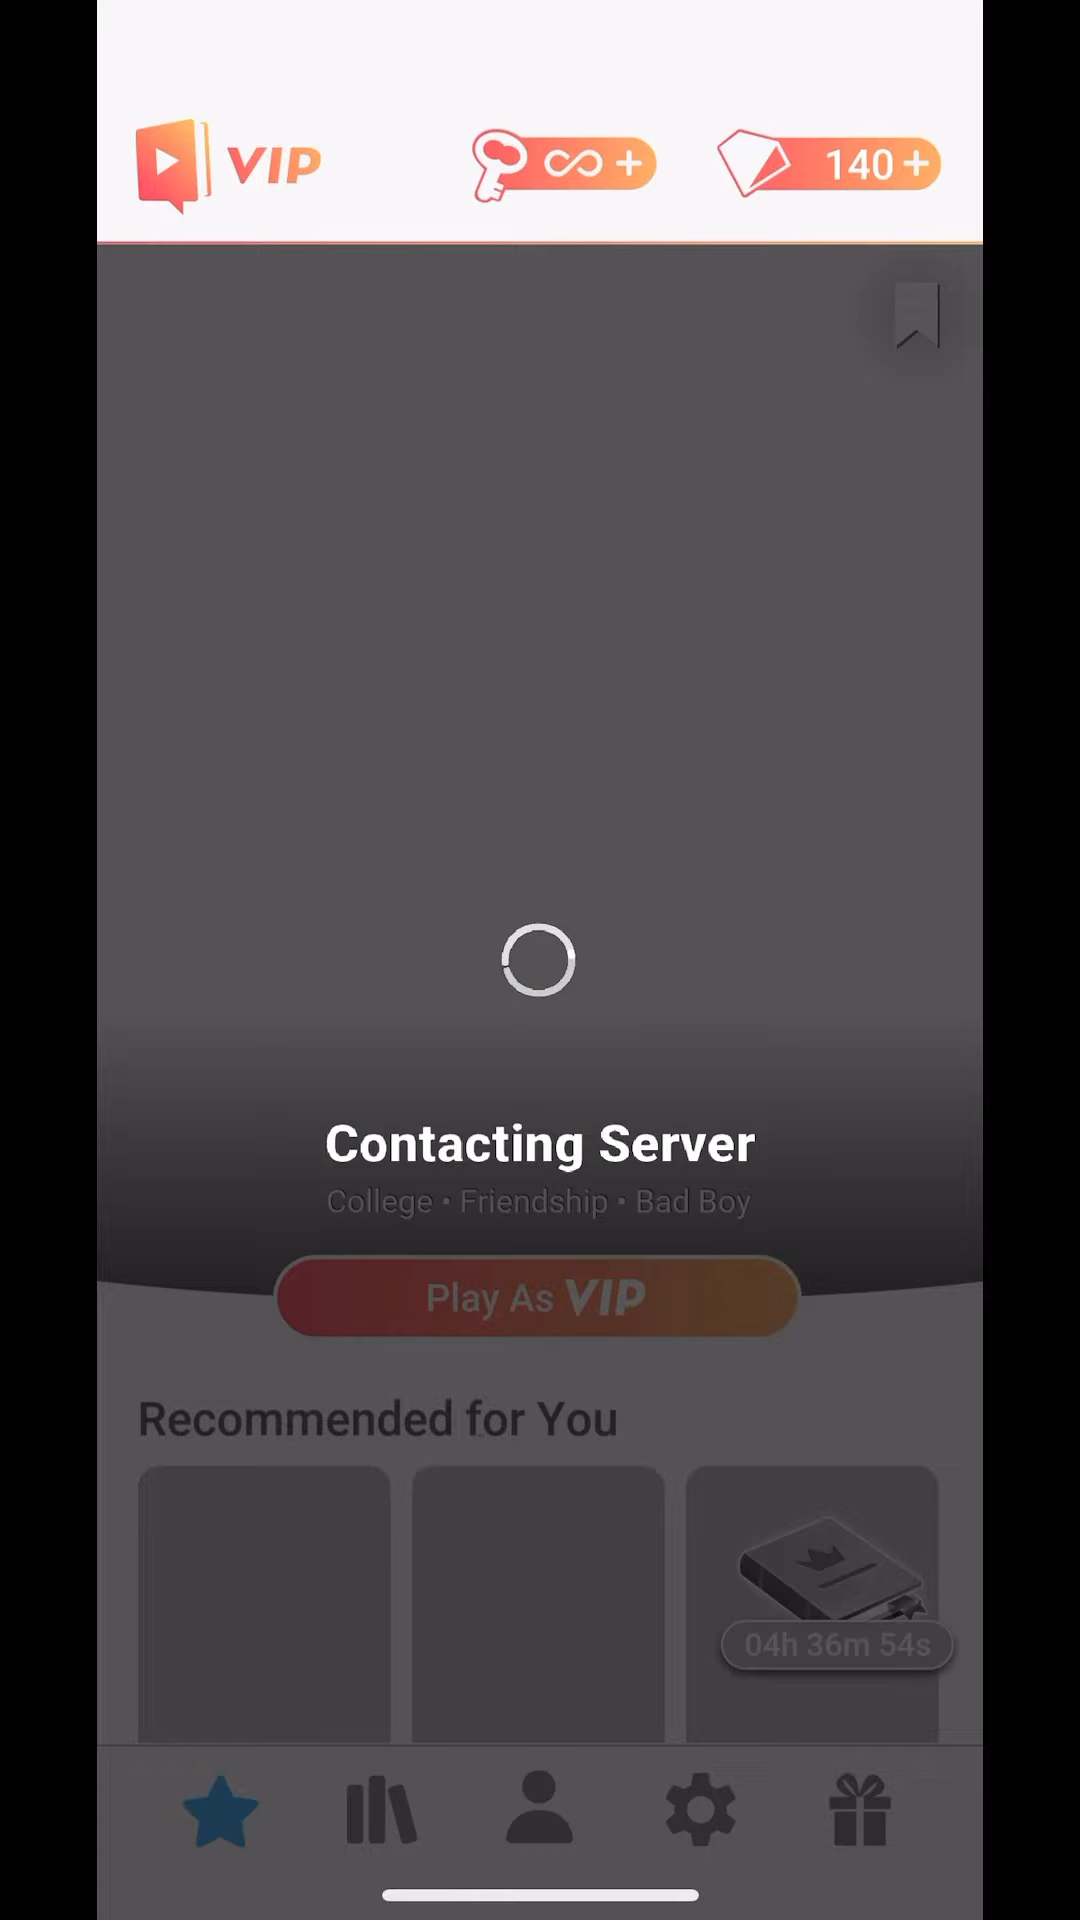 VIP
∞ +
140 +
Contacting Server
College • Friendship • Bad Boy
Play As VIP
Recommended for You
04h 36m 54s